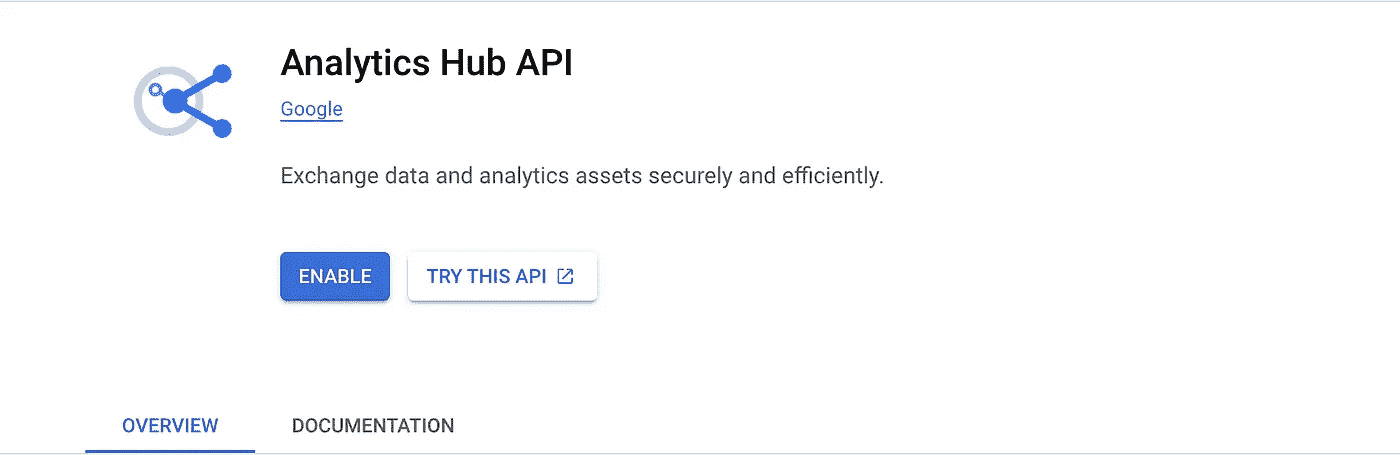 Analytics Hub API
Google
Exchange data and analytics assets securely and efficiently.
ENABLE TRY THIS API
OVERVIEW DOCUMENTATION